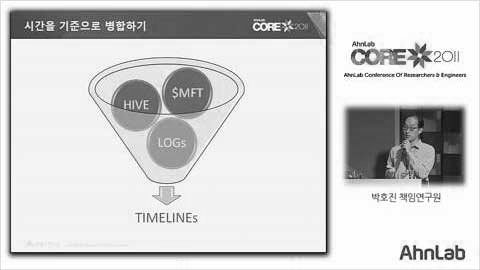 시간을 기준으로 병합하기
AhnLab
CORE 2011
HIVE
$MFT
LOGs
TIMELINEs
AhnLab
CORE 2011
AhnLab Conference Of Researchers & Engineers
박호진 책임연구원
AhnLab